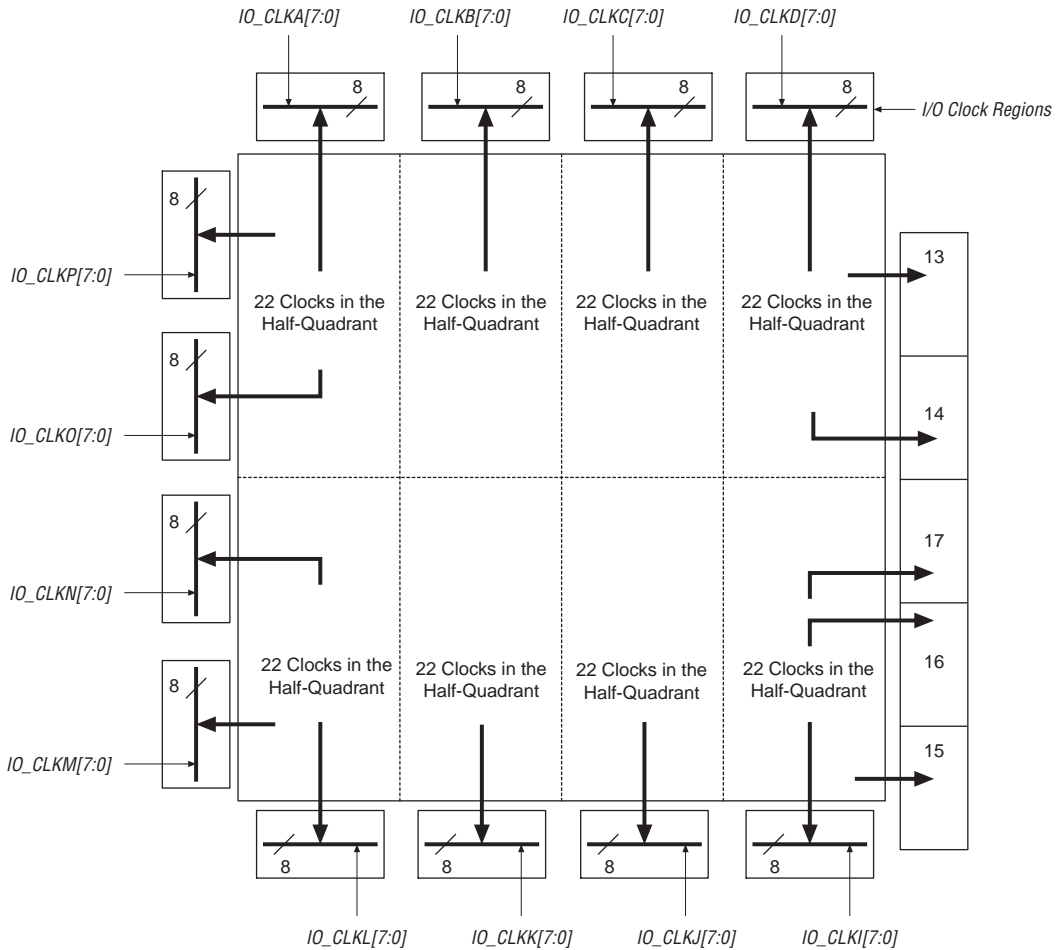 IO_CLKA[7:0]
IO_CLKB[7:0]
IO_CLKC[7:0]
IO_CLKD[7:0]
8
8
8
8
I/O Clock Regions
8
IO_CLKP[7:0]
13
22 Clocks in the
Half-Quadrant
22 Clocks in the
Half-Quadrant
22 Clocks in the
Half-Quadrant
22 Clocks in the
Half-Quadrant
8
IO_CLKO[7:0]
14
8
IO_CLKN[7:0]
17
22 Clocks in the
Half-Quadrant
22 Clocks in the
Half-Quadrant
22 Clocks in the
Half-Quadrant
22 Clocks in the
Half-Quadrant
16
8
IO_CLKM[7:0]
15
8
8
8
8
IO_CLKL[7:0]
IO_CLKK[7:0]
IO_CLKJ[7:0]
IO_CLKI[7:0]